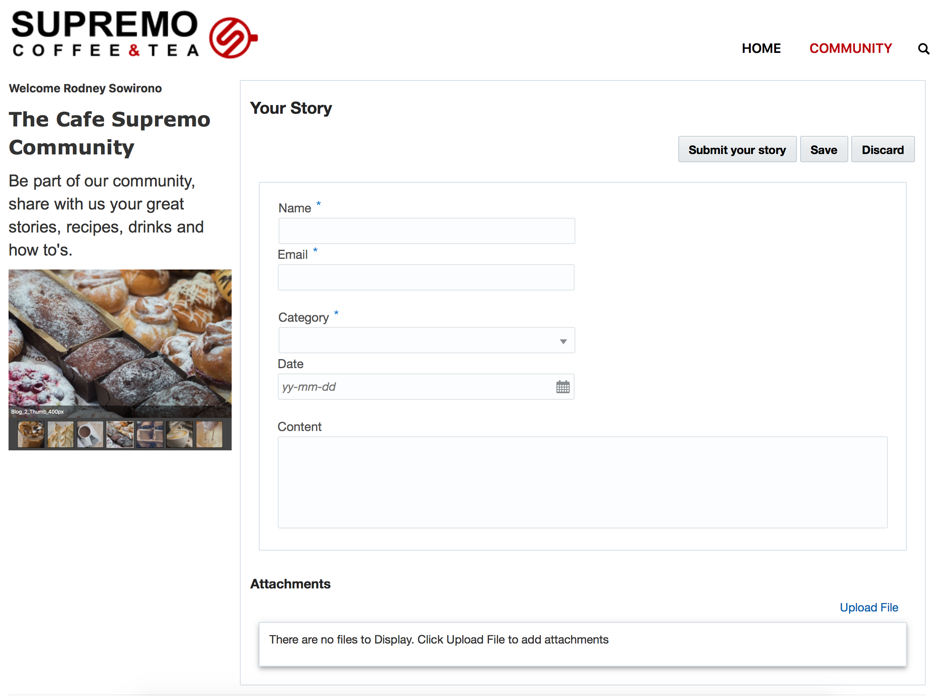 SUPREMO
COFFEE&TEA
HOME
COMMUNITY
Welcome Rodney Sowirono
The Cafe Supremo
Community
Be part of our community,
share with us your great
stories, recipes, drinks and
how to's.
Blog_2_Thumb_400px
Your Story
Submit your story
Save
Discard
Name *
Email *
Category *
Date
yy-mm-dd
Content
Attachments
Upload File
There are no files to Display. Click Upload File to add attachments